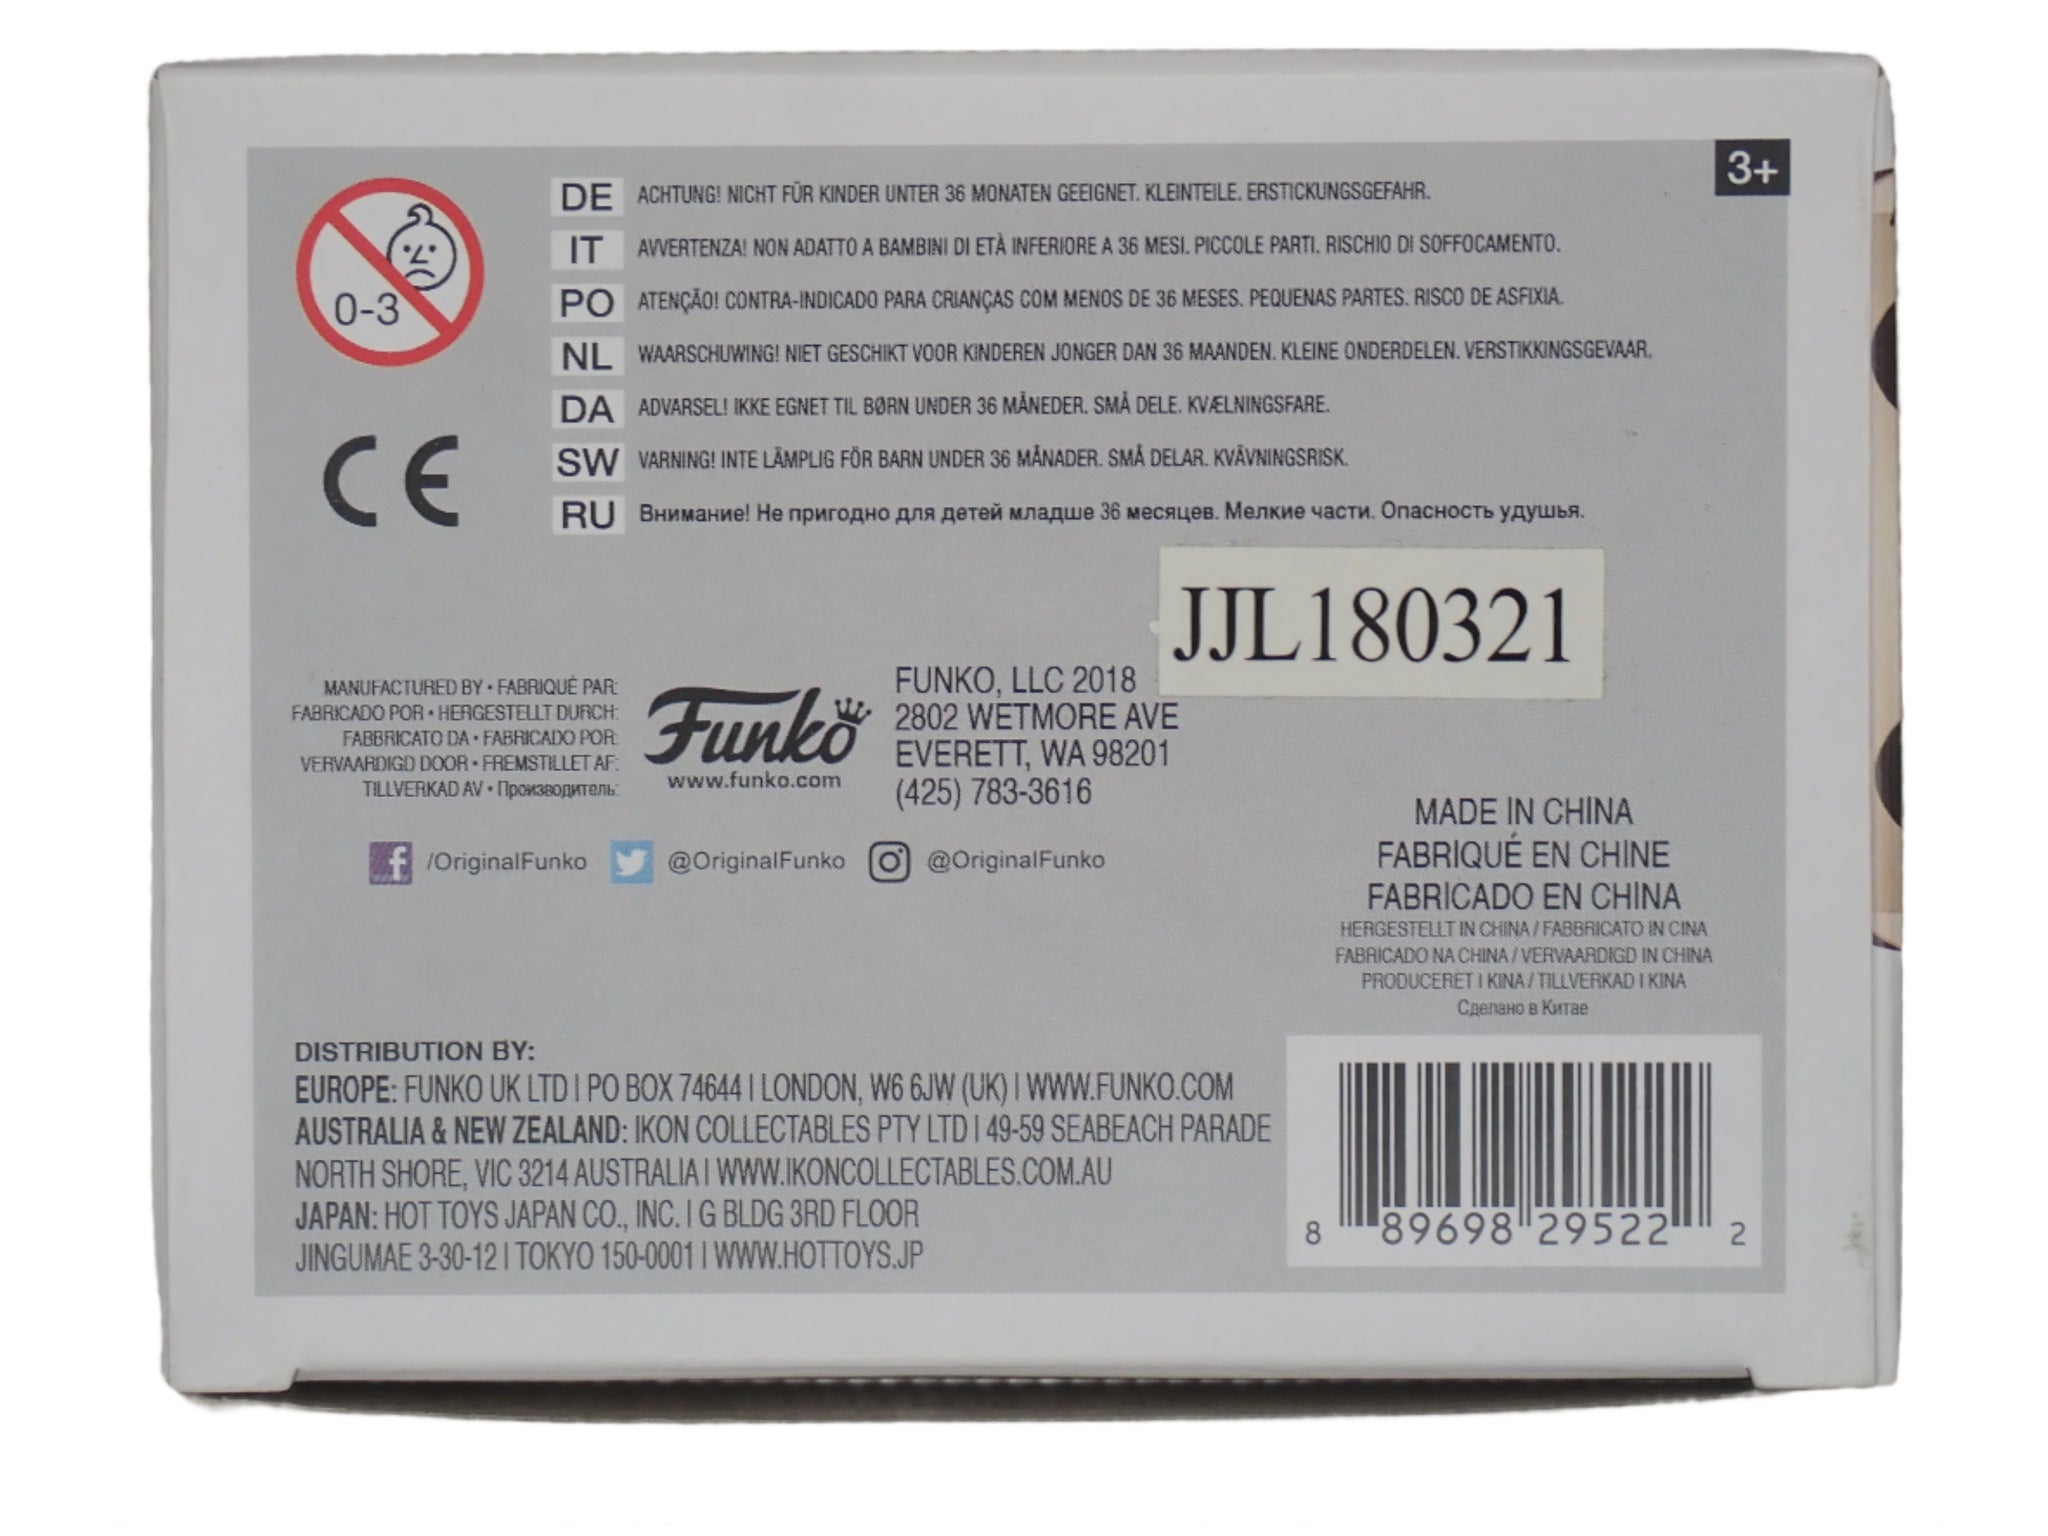 3+
0-3
DE ACHTUNG! NICHT FÜR KINDER UNTER 36 MONATEN GEEIGNET. KLEINTEILE. ERSTICKUNGSGEFAHR.
IT AVVERTENZA! NON ADATTO A BAMBINI DI ETÀ INFERIORE A 36 MESI. PICCOLE PARTI. RISCHIO DI SOFFOCAMENTO.
PO ATENÇÃO! CONTRA-INDICADO PARA CRIANÇAS COM MENOS DE 36 MESES. PEQUENAS PARTES. RISCO DE ASFIXIA.
NL WAARSCHUWING! NIET GESCHIKT VOOR KINDEREN JONGER DAN 36 MAANDEN. KLEINE ONDERDELEN. VERSTIKKINGSGEVAAR.
DA ADVARSEL! IKKE EGNET TIL BØRN UNDER 36 MÅNEDER. SMÅ DELE. KVÆLNINGSFARE.
SW VARNING! INTE LÄMPLIG FÖR BARN UNDER 36 MÅNADER. SMÅ DELAR. KVÄVNINGSRISK.
RU Внимание! Не пригодно для детей младше 36 месяцев. Мелкие части. Опасность удушья.
CE
JJL180321
MANUFACTURED BY • FABRIQUÉ PAR:
FABRICADO POR • HERGESTELLT DURCH:
FABBRICATO DA • FABRICADO POR:
VERVAARDIGD DOOR • FREMSTILLET AF:
TILLVERKAD AV • Производитель:
Funko
www.funko.com
FUNKO, LLC 2018
2802 WETMORE AVE
EVERETT, WA 98201
(425) 783-3616
/OriginalFunko @OriginalFunko @OriginalFunko
MADE IN CHINA
FABRIQUÉ EN CHINE
FABRICADO EN CHINA
HERGESTELLT IN CHINA / FABBRICATO IN CINA
FABRICADO NA CHINA / VERVAARDIGD IN CHINA
PRODUCERET I KINA / TILLVERKAD I KINA
Сделано в Китае
DISTRIBUTION BY:
EUROPE: FUNKO UK LTD | PO BOX 74644 | LONDON, W6 6JW (UK) | WWW.FUNKO.COM
AUSTRALIA & NEW ZEALAND: IKON COLLECTABLES PTY LTD | 49-59 SEABEACH PARADE
NORTH SHORE, VIC 3214 AUSTRALIA | WWW.IKONCOLLECTABLES.COM.AU
JAPAN: HOT TOYS JAPAN CO., INC. | G BLDG 3RD FLOOR
JINGUMAE 3-30-12 | TOKYO 150-0001 | WWW.HOTTOYS.JP
8 89698 29522 2